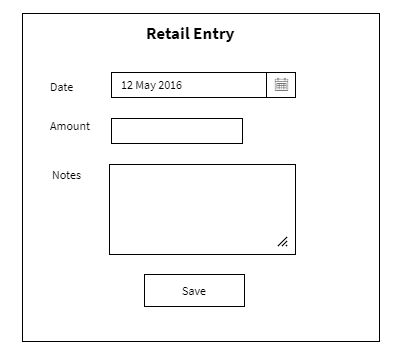 Retail Entry
Date 12 May 2016
Amount
Notes
Save